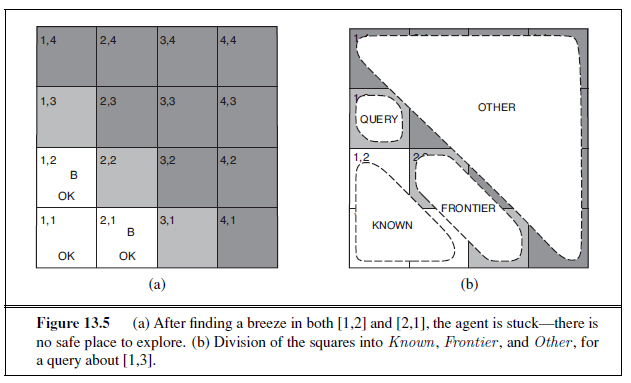 1,4 2,4 3,4 4,4
1,3 2,3 3,3 4,3
1,2 2,2 3,2 4,2
B
OK
1,1 2,1 3,1 4,1
B
OK OK
(a)
OTHER
QUERY
1,2
FRONTIER
KNOWN
(b)
Figure 13.5 (a) After finding a breeze in both [1,2] and [2,1], the agent is stuck—there is
no safe place to explore. (b) Division of the squares into Known, Frontier, and Other, for
a query about [1,3].